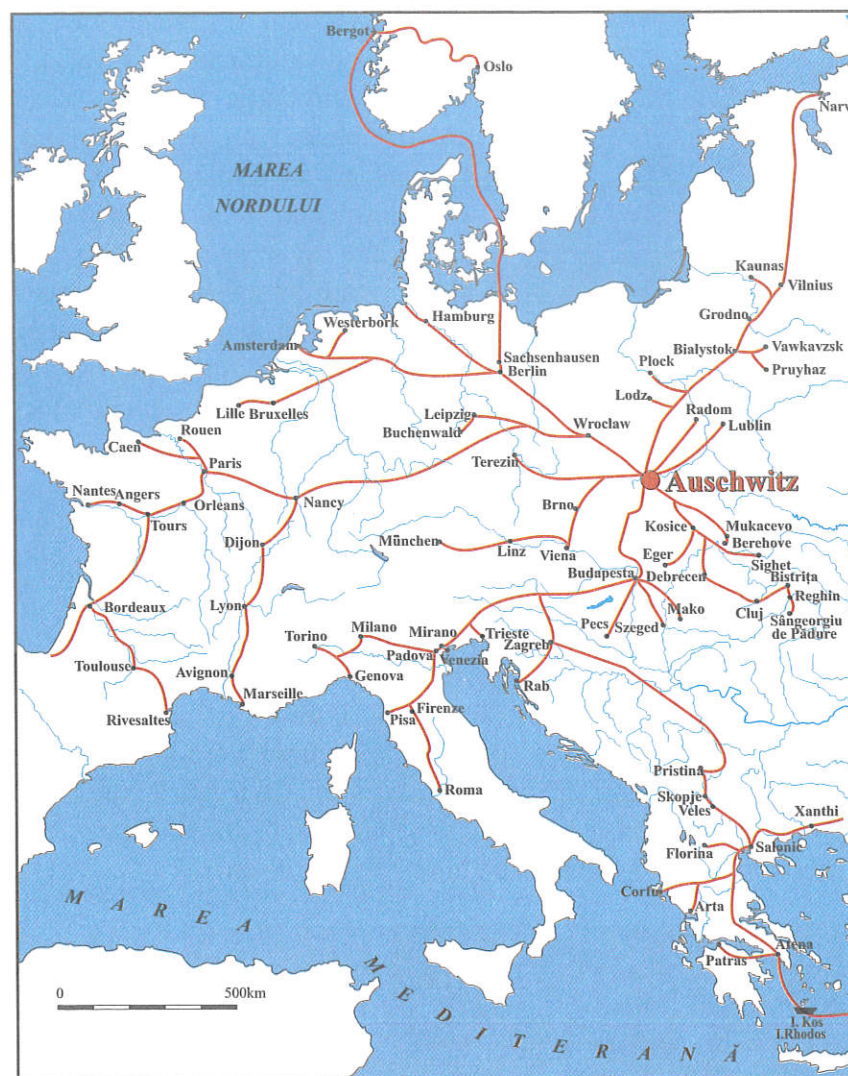 Bergot
Oslo
Narv
MAREA
NORDULUI
Kaunas
Vilnius
Hamburg
Westerbork
Grodno
Amsterdam
Sachsenhausen
Białystok
Vawkavzsk
Berlin
Plock
Pruyhaz
Lodz
Lille Bruxelles
Leipzig
Radom
Rouen
Buchenwald
Wrocław
Lublin
Caen
Terezin
Paris
Auschwitz
Nantes
Angers
Orleans
Nancy
Brno
Tours
Kosice
Mukacevo
Dijon
München
Linz
Viena
Eger
Berehove
Sighet
Budapesta
Debrecen
Bistrița
Bordeaux
Lyon
Reghin
Mako
Cluj
Sângeorgiu
de Pădure
Pecs
Szeged
Milano
Mirano
Trieste
Torino
Zagreb
Padova
Venezia
Toulouse
Avignon
Genova
Rab
Marseille
Rivesaltes
Pisa
Firenze
Pristina
Roma
Skopje
Veles
Xanthi
Florina
Salonic
Corfu
Arta
MAREA
Atena
Patras
MEDITERANĂ
0
500km
I. Kos
I.Rhodos